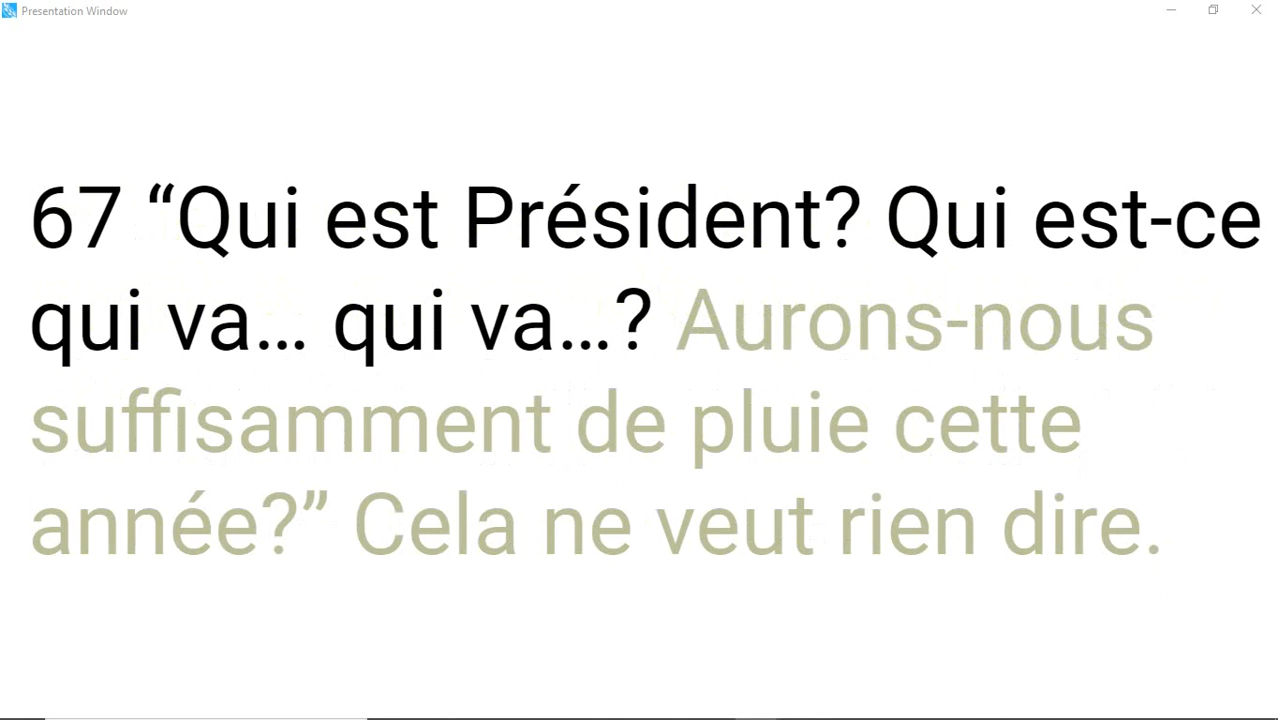 Presentation Window
67 “Qui est Président? Qui est-ce
qui va... qui va...? Aurons-nous
suffisamment de pluie cette
année?” Cela ne veut rien dire.